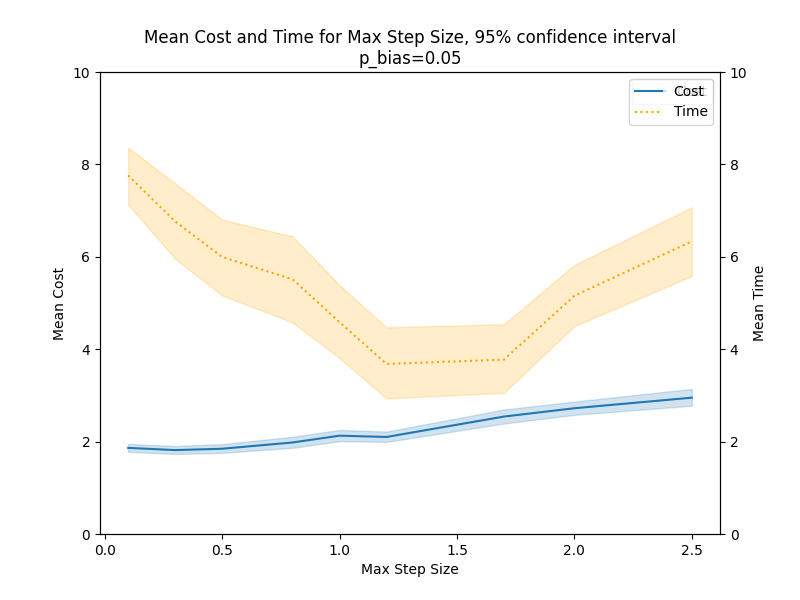 Mean Cost and Time for Max Step Size, 95% confidence interval
p_bias=0.05
Cost
Time
10
8
6
4
2
0
Mean Cost
10
8
6
4
2
0
Mean Time
0.0 0.5 1.0 1.5 2.0 2.5
Max Step Size